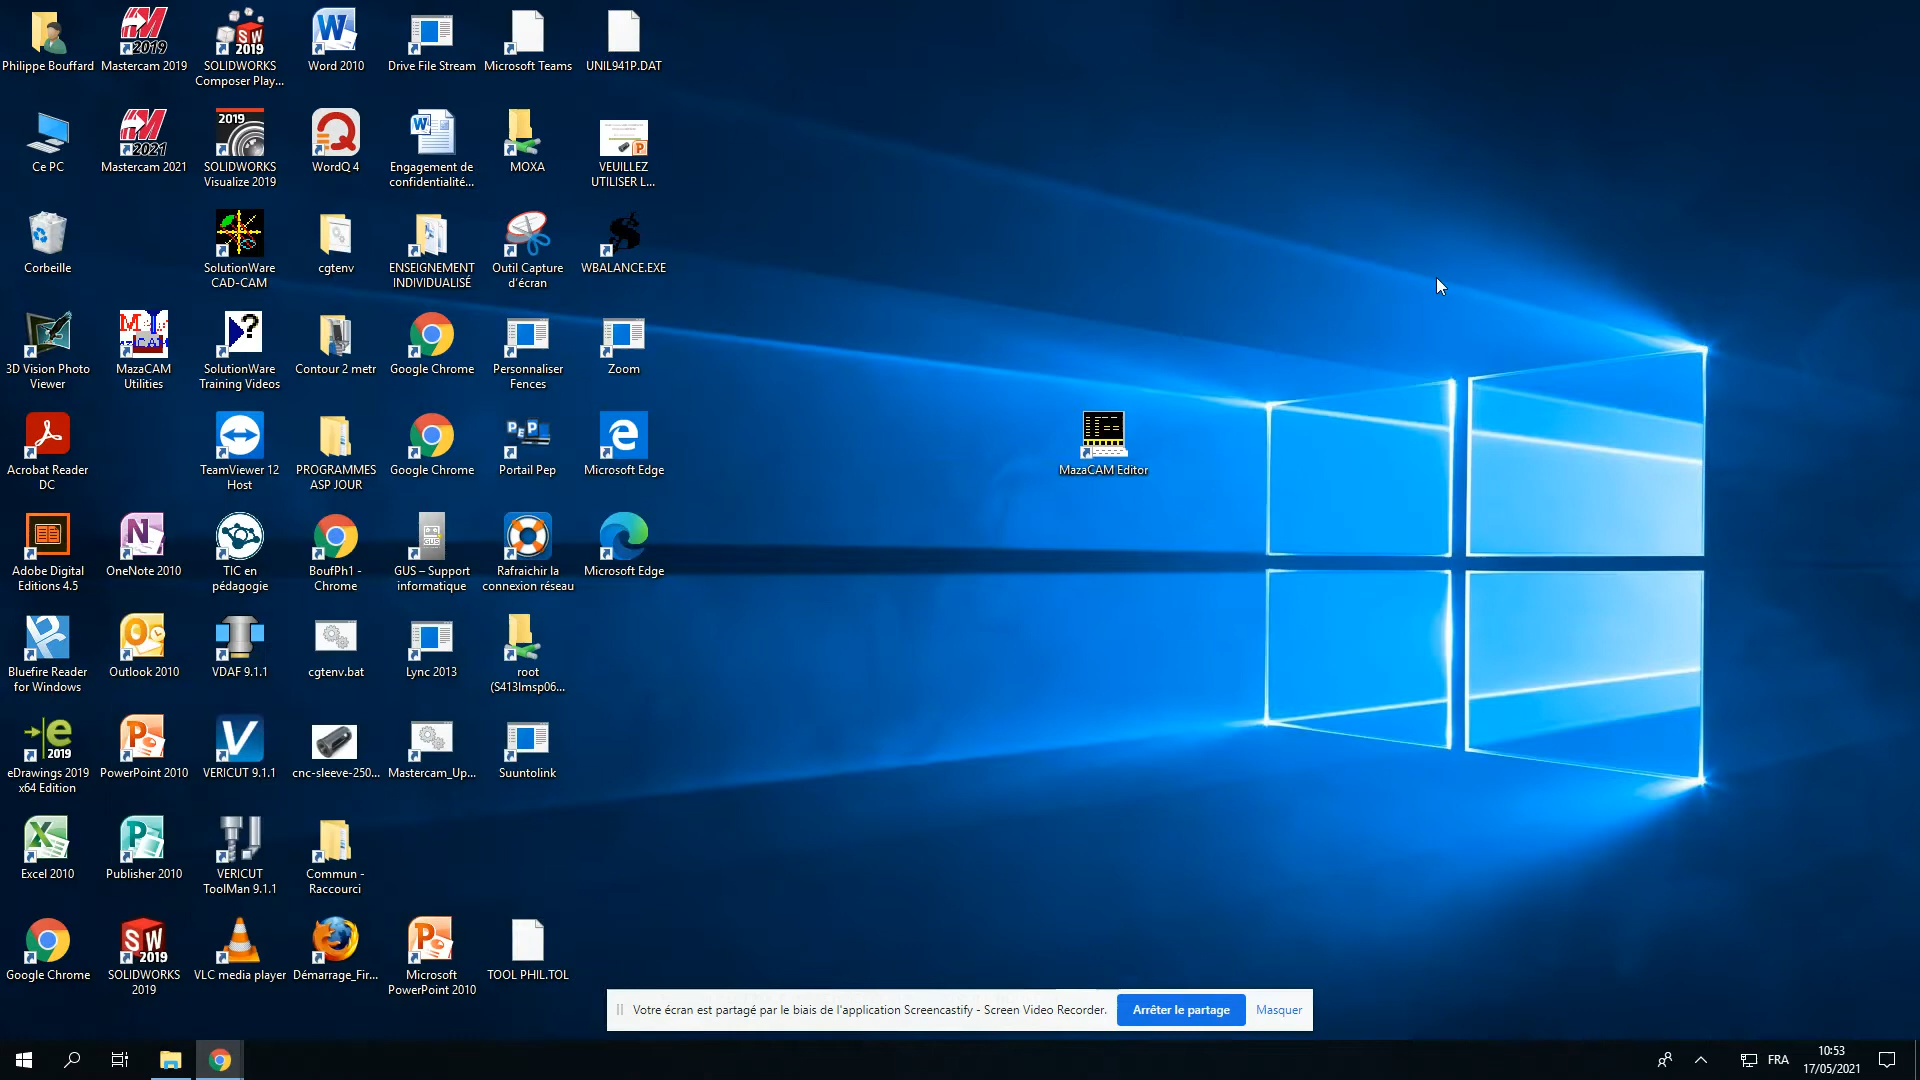 Philippe Bouffard
Mastercam 2019
SOLIDWORKS
Composer Play...
Word 2010
Drive File Stream
Microsoft Teams
UNIL941P.DAT
Ce PC
Mastercam 2021
SOLIDWORKS
Visualize 2019
WordQ 4
Engagement de
confidentialité...
MOXA
VEUILLEZ
UTILISER L...
Corbeille
SolutionWare
CAD-CAM
cgtenv
ENSEIGNEMENT
INDIVIDUALISÉ
Outil Capture
d'écran
WBALANCE.EXE
3D Vision Photo
Viewer
MazaCAM
Utilities
SolutionWare
Training Videos
Contour 2 metr
Google Chrome
Personnaliser
Fences
Zoom
Acrobat Reader
DC
TeamViewer 12
Host
PROGRAMMES
ASP JOUR
Google Chrome
Portail Pep
Microsoft Edge
MazaCAM Editor
Adobe Digital
Editions 4.5
OneNote 2010
TIC en
pédagogie
BoufPh1 -
Chrome
GUS – Support
informatique
Rafraichir la
connexion réseau
Microsoft Edge
Bluefire Reader
for Windows
Outlook 2010
VDAF 9.1.1
cgtenv.bat
Lync 2013
root
(S413lmsp06...
eDrawings 2019
x64 Edition
PowerPoint 2010
VERICUT 9.1.1
cnc-sleeve-250...
Mastercam_Up...
Suuntolink
Excel 2010
Publisher 2010
VERICUT
ToolMan 9.1.1
Commun -
Raccourci
Google Chrome
SOLIDWORKS
2019
VLC media player
Démarrage_Fir...
Microsoft
PowerPoint 2010
TOOL PHIL.TOL
Votre écran est partagé par le biais de l'application Screencastify - Screen Video Recorder.
Arrêter le partage
Masquer
FRA
10:53
17/05/2021